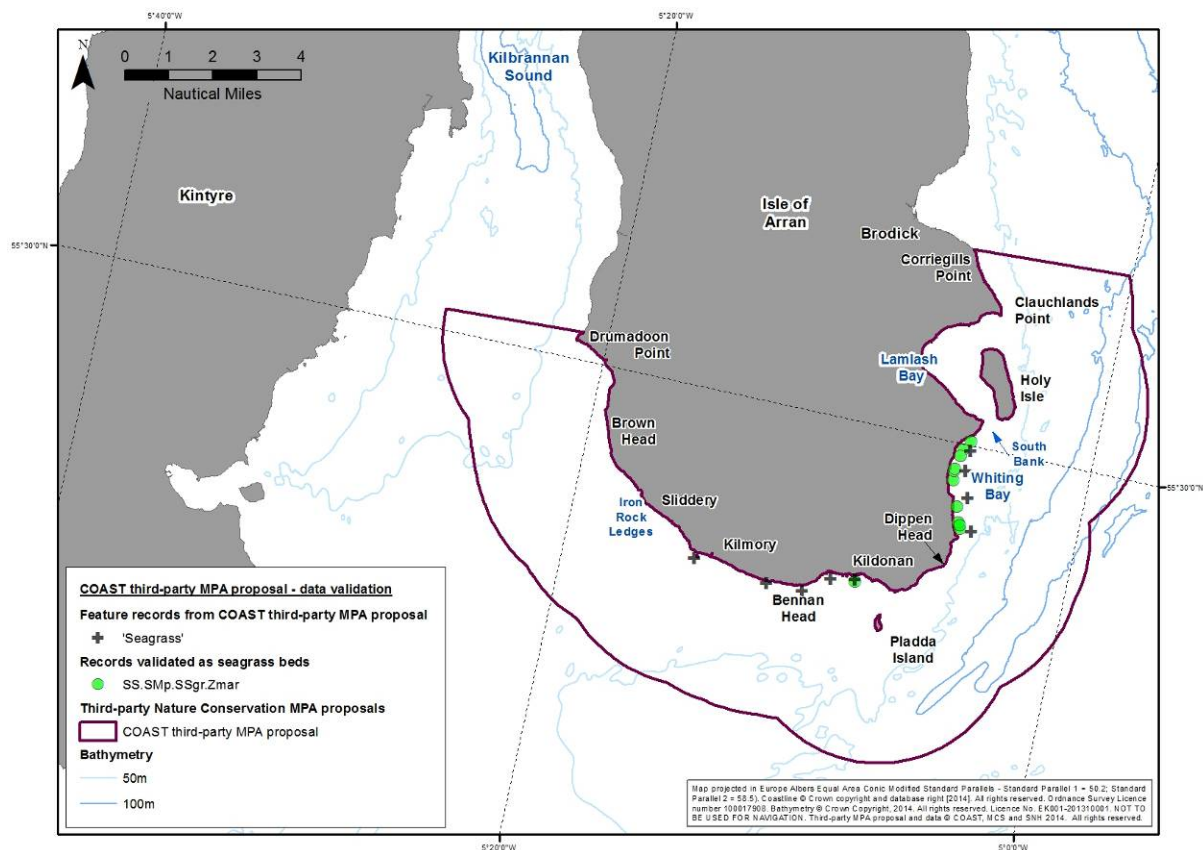 5°40'0"W
5°20'0"W
N
0 1 2 3 4
Nautical Miles
Kilbrannan
Sound
Kintyre
Isle of
Arran
Brodick
Corriegills
Point
55°30'0"N
Clauchlands
Point
Drumadoon
Point
Lamlash
Bay
Holy
Isle
Brown
Head
South
Bank
Whiting
Bay
55°30'0"N
Sliddery
Iron
Rock
Ledges
Dippen
Head
Kilmory
Kildonan
Bennan
Head
Pladda
Island
COAST third-party MPA proposal - data validation
Feature records from COAST third-party MPA proposal
'Seagrass'
Records validated as seagrass beds
SS.SMp.SSgr.Zmar
Third-party Nature Conservation MPA proposals
COAST third-party MPA proposal
Bathymetry
50m
100m
Map projected in Europe Albers Equal Area Conic Modified Standard Parallels - Standard Parallel 1 = 50.2; Standard
Parallel 2 = 58.5). Coastline © Crown copyright and database right [2014]. All rights reserved. Ordnance Survey Licence
number 100017908. Bathymetry © Crown Copyright, 2014. All rights reserved. Licence No. EK001-201310001. NOT TO
BE USED FOR NAVIGATION. Third-party MPA proposal and data © COAST, MCS and SNH 2014. All rights reserved.
5°20'0"W
5°0'0"W